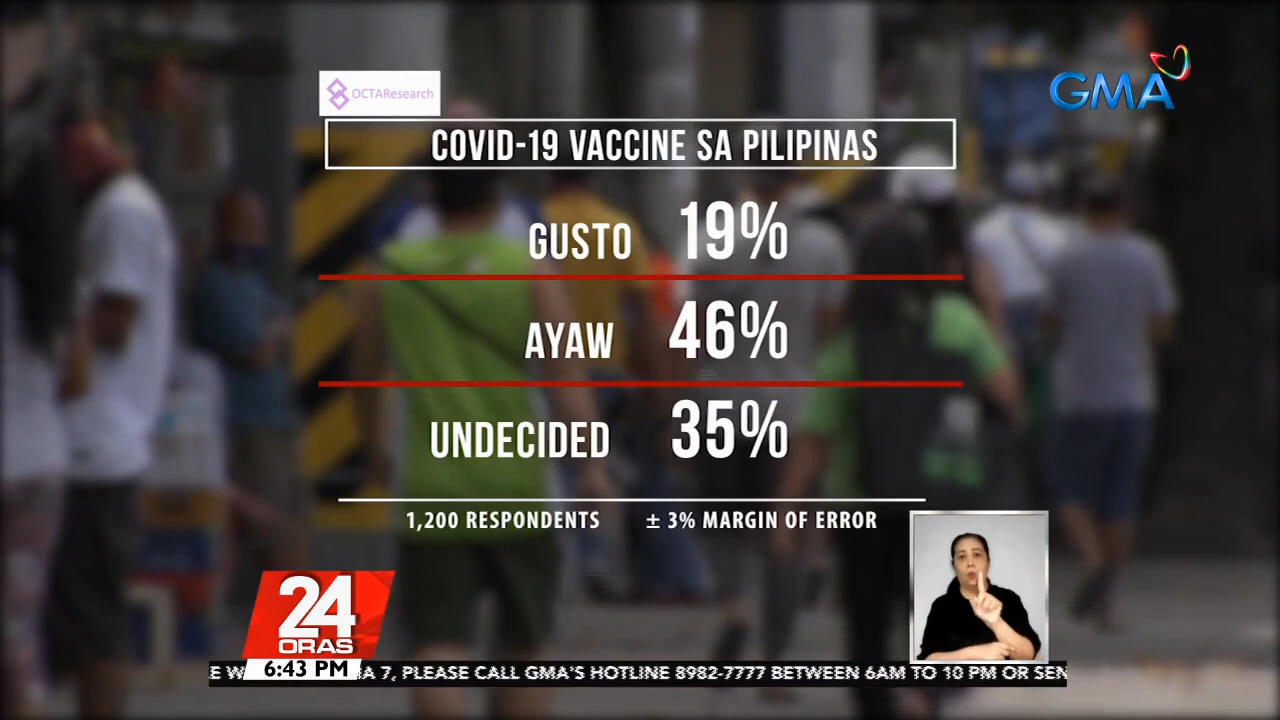 OCTAResearch
GMA
COVID-19 VACCINE SA PILIPINAS
GUSTO 19%
AYAW 46%
UNDECIDED 35%
1,200 RESPONDENTS ± 3% MARGIN OF ERROR
24
ORAS
6:43 PM
E W IA 7, PLEASE CALL GMA'S HOTLINE 8982-7777 BETWEEN 6AM TO 10 PM OR SEN